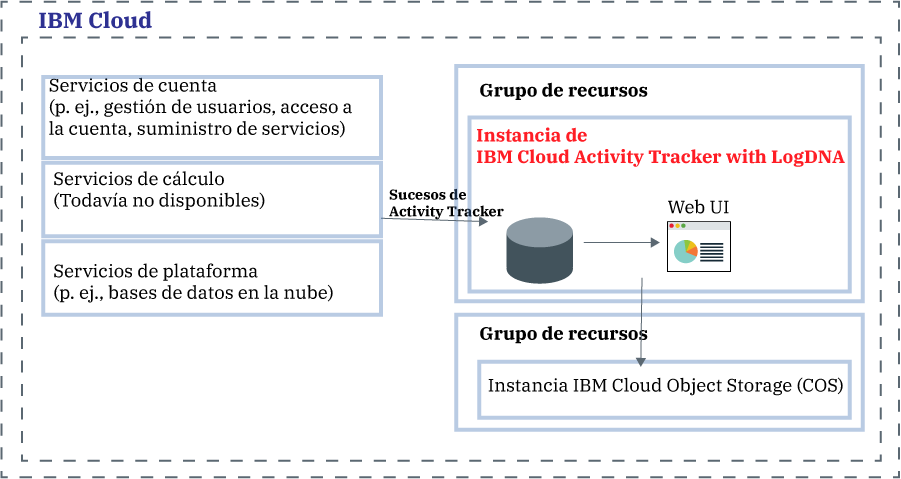 IBM Cloud
Servicios de cuenta
(p. ej., gestión de usuarios, acceso a
la cuenta, suministro de servicios)
Servicios de cálculo
(Todavía no disponibles)
Servicios de plataforma
(p. ej., bases de datos en la nube)
Sucesos de
Activity Tracker
Grupo de recursos
Instancia de
IBM Cloud Activity Tracker with LogDNA
Web UI
Grupo de recursos
Instancia IBM Cloud Object Storage (COS)